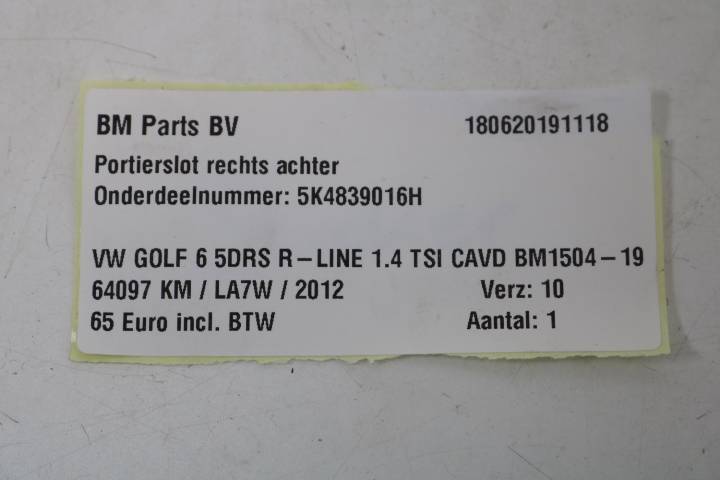 BM Parts BV 180620191118
Portierslot rechts achter
Onderdeelnummer: 5K4839016H
VW GOLF 6 5DRS R-LINE 1.4 TSI CAVD BM1504-19
64097 KM / LA7W / 2012 Verz: 10
65 Euro incl. BTW Aantal: 1